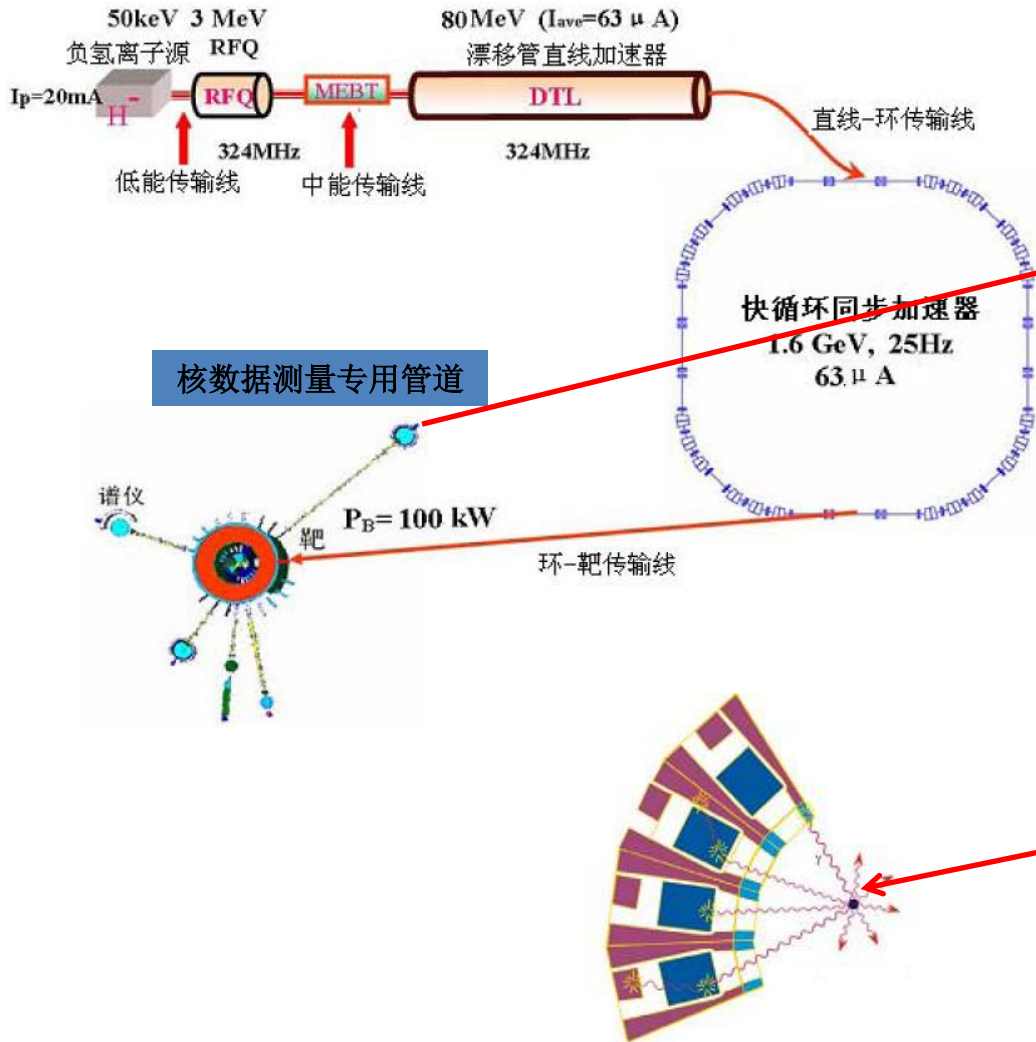 50keV 3 MeV
负氢离子源 RFQ
80MeV (Iave=63 μ A)
漂移管直线加速器
Ip=20mA
H⁻
RFQ
MEBT
DTL
324MHz
324MHz
低能传输线
中能传输线
直线-环传输线
快循环同步加速器
1.6 GeV, 25Hz
63 μ A
核数据测量专用管道
谱仪
靶
PB= 100 kW
环-靶传输线
γ